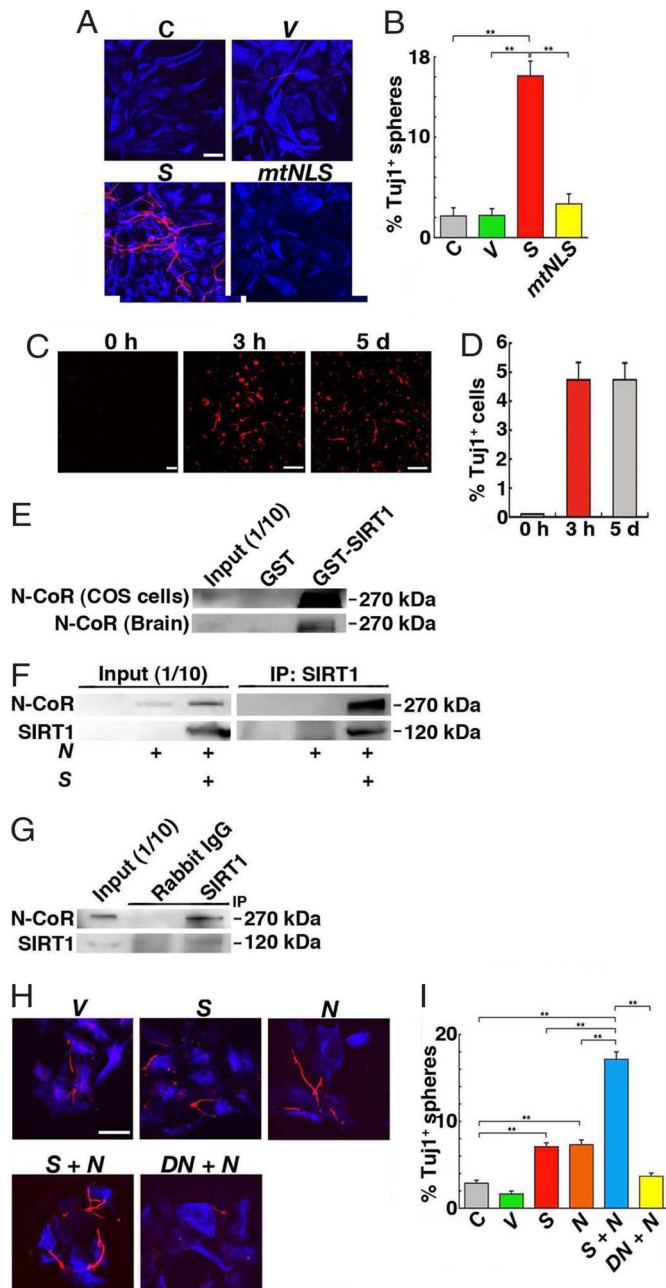 A
C V
S mtNLS
B
** ** **
% Tuj1+ spheres
18
10
0
C V S mtNLS
C
0 h 3 h 5 d
D
% Tuj1+ cells
6
5
4
3
2
1
0
0 h 3 h 5 d
E
Input (1/10) GST GST-SIRT1
N-CoR (COS cells) -270 kDa
N-CoR (Brain) -270 kDa
F
Input (1/10) IP: SIRT1
N-CoR -270 kDa
SIRT1 -120 kDa
N + + + +
S + +
G
Input (1/10) Rabbit IgG SIRT1
IP
N-CoR -270 kDa
SIRT1 -120 kDa
H
V S N
S + N DN + N
I
**
**
**
**
**
**
% Tuj1+ spheres
20
10
0
C V S N S + N DN + N